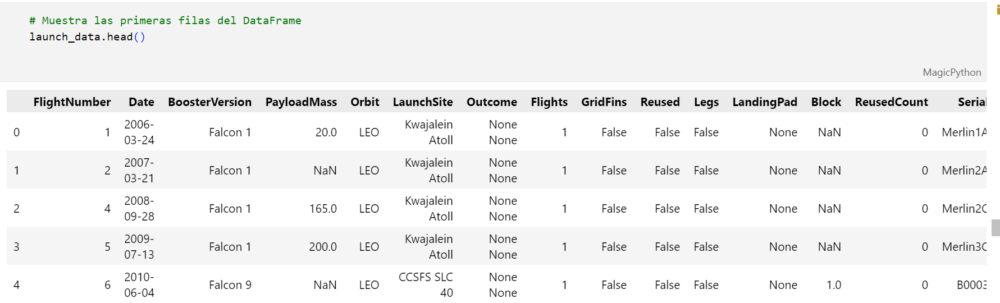 # Muestra las primeras filas del DataFrame
launch_data.head()
MagicPython
FlightNumber Date BoosterVersion PayloadMass Orbit LaunchSite Outcome Flights GridFins Reused Legs LandingPad Block ReusedCount Serial
0 1 2006-03-24 Falcon 1 20.0 LEO Kwajalein Atoll None None 1 False False False None NaN 0 Merlin1A
1 2 2007-03-21 Falcon 1 NaN LEO Kwajalein Atoll None None 1 False False False None NaN 0 Merlin2A
2 4 2008-09-28 Falcon 1 165.0 LEO Kwajalein Atoll None None 1 False False False None NaN 0 Merlin2C
3 5 2009-07-13 Falcon 1 200.0 LEO Kwajalein Atoll None None 1 False False False None NaN 0 Merlin3C
4 6 2010-06-04 Falcon 9 NaN LEO CCSFS SLC 40 None None 1 False False False None 1.0 0 B0003